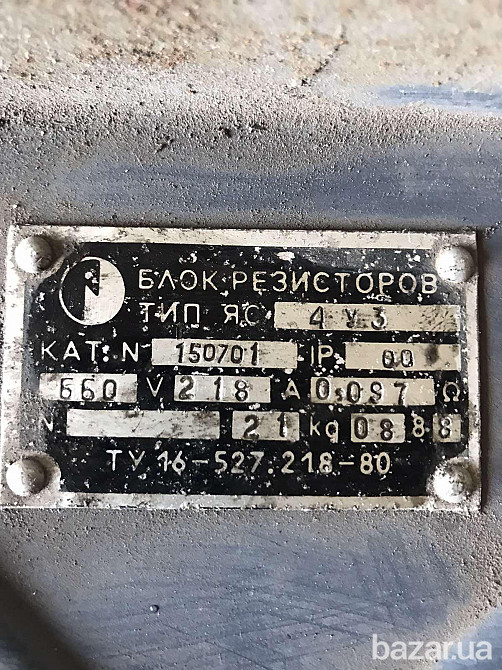 БЛОК РЕЗИСТОРОВ
ТИП ЯС 4 У 3
КАТ. N 150701 IP 00
660 V 218 A 0.097 Ω
N 21 kg 0888
ТУ 16-527.218-80
bazar.ua